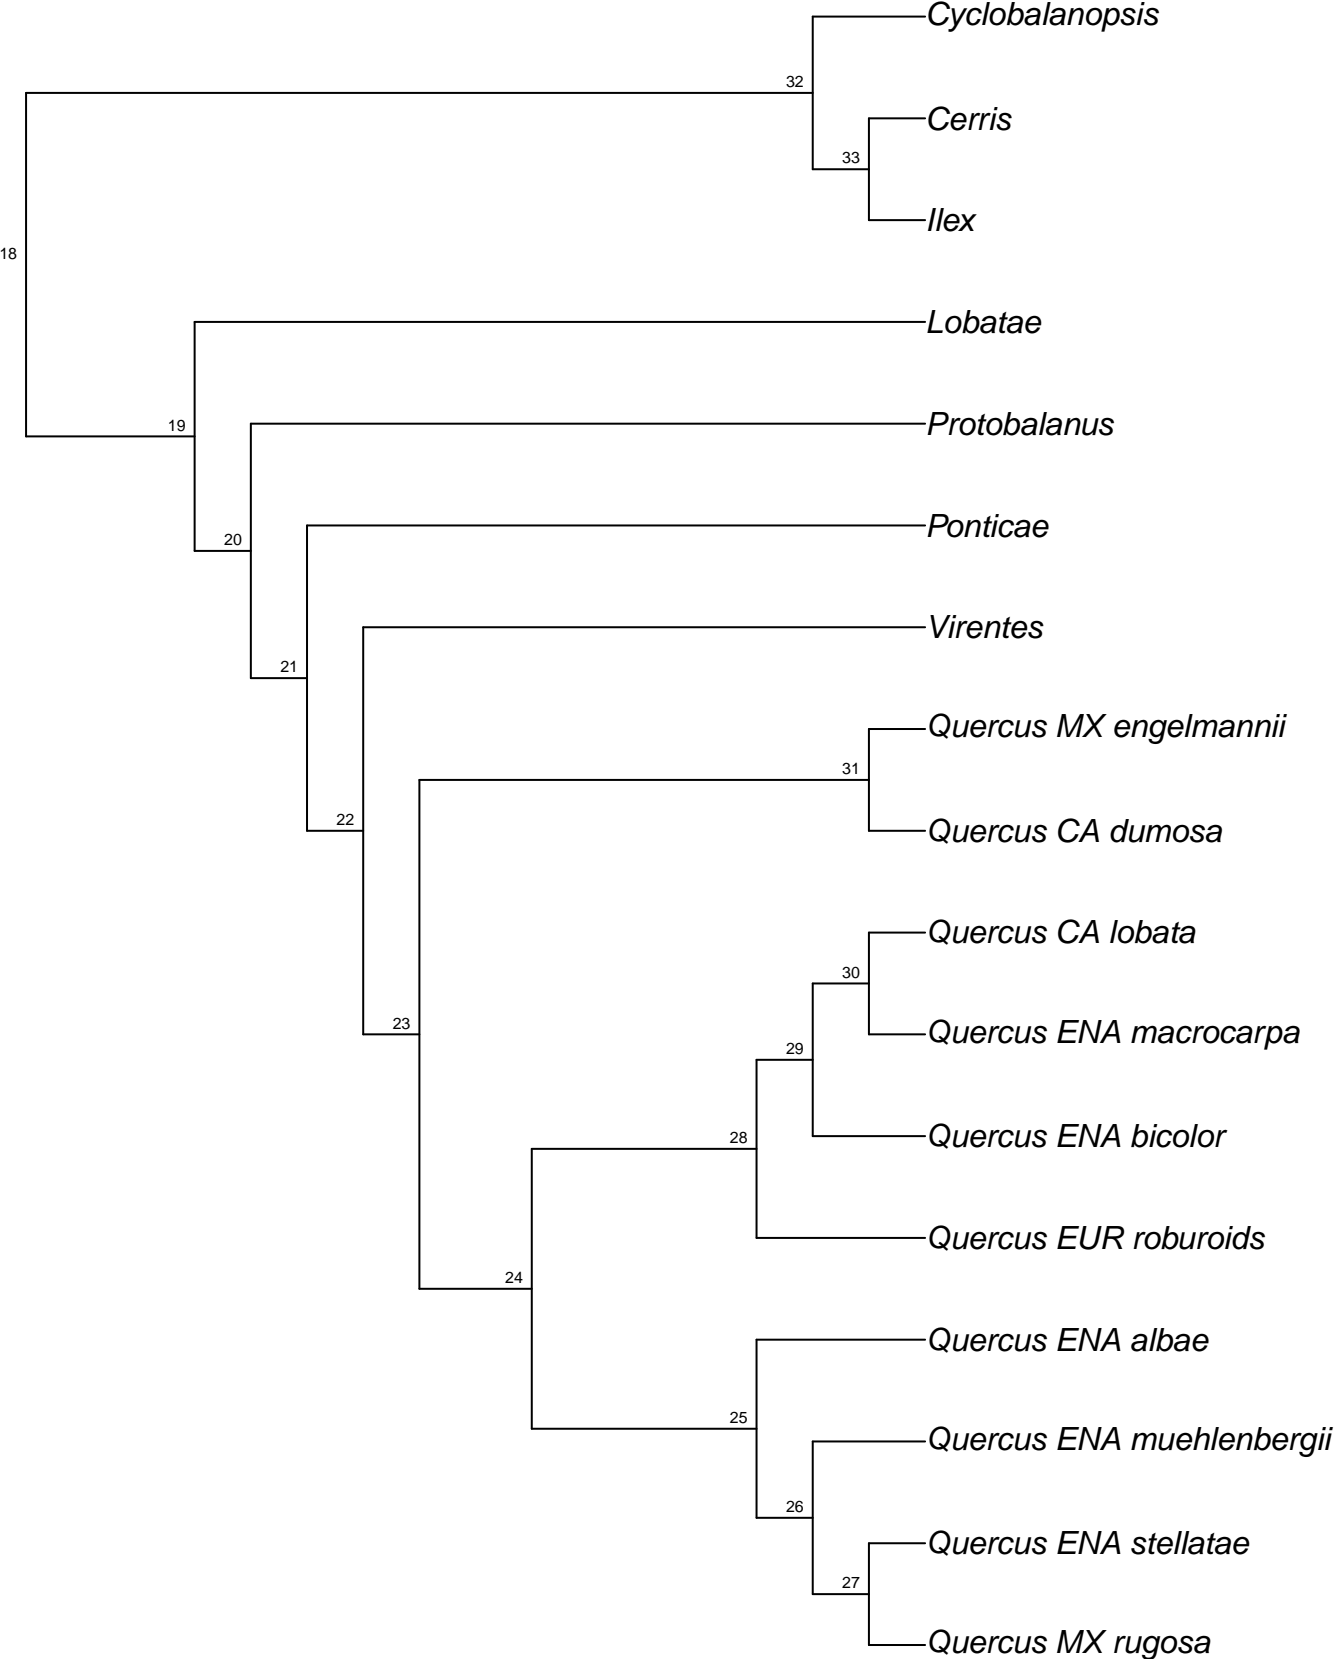 Cyclobalanopsis
32
Cerris
33
Ilex
18
Lobatae
19
Protobalanus
20
Ponticae
21
Virentes
22
Quercus MX engelmannii
31
Quercus CA dumosa
23
Quercus CA lobata
30
Quercus ENA macrocarpa
29
Quercus ENA bicolor
28
Quercus EUR roburoids
24
Quercus ENA albae
25
Quercus ENA muehlenbergii
26
Quercus ENA stellatae
27
Quercus MX rugosa